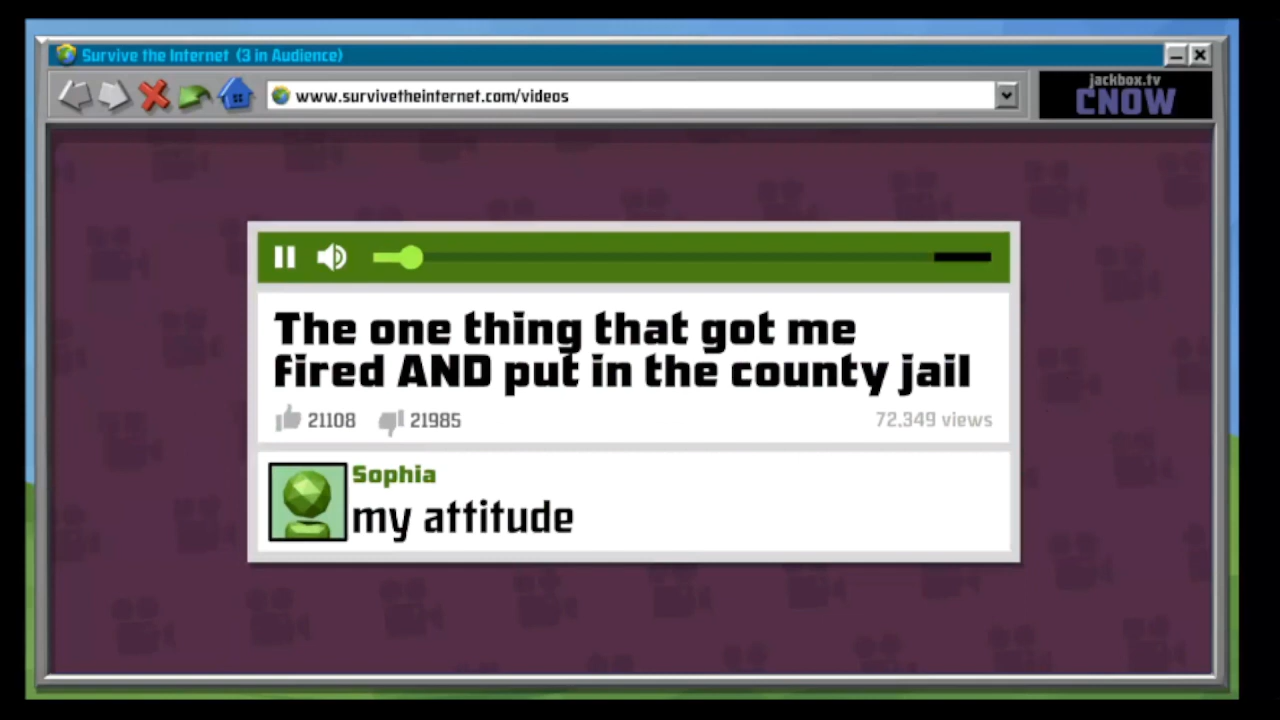 Survive the Internet (3 in Audience)
www.survivetheinternet.com/videos
jackbox.tv
CNOW
The one thing that got me
fired AND put in the county jail
21108 21985 72,349 views
Sophia
my attitude